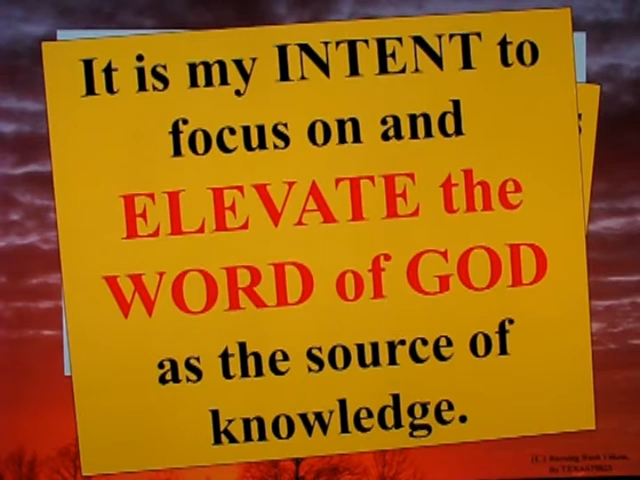 It is my INTENT to
focus on and
ELEVATE the
WORD of GOD
as the source of
knowledge.
s